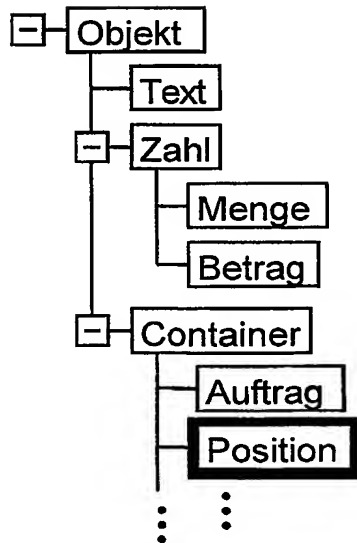 Objekt
Text
Zahl
Menge
Betrag
Container
Auftrag
Position